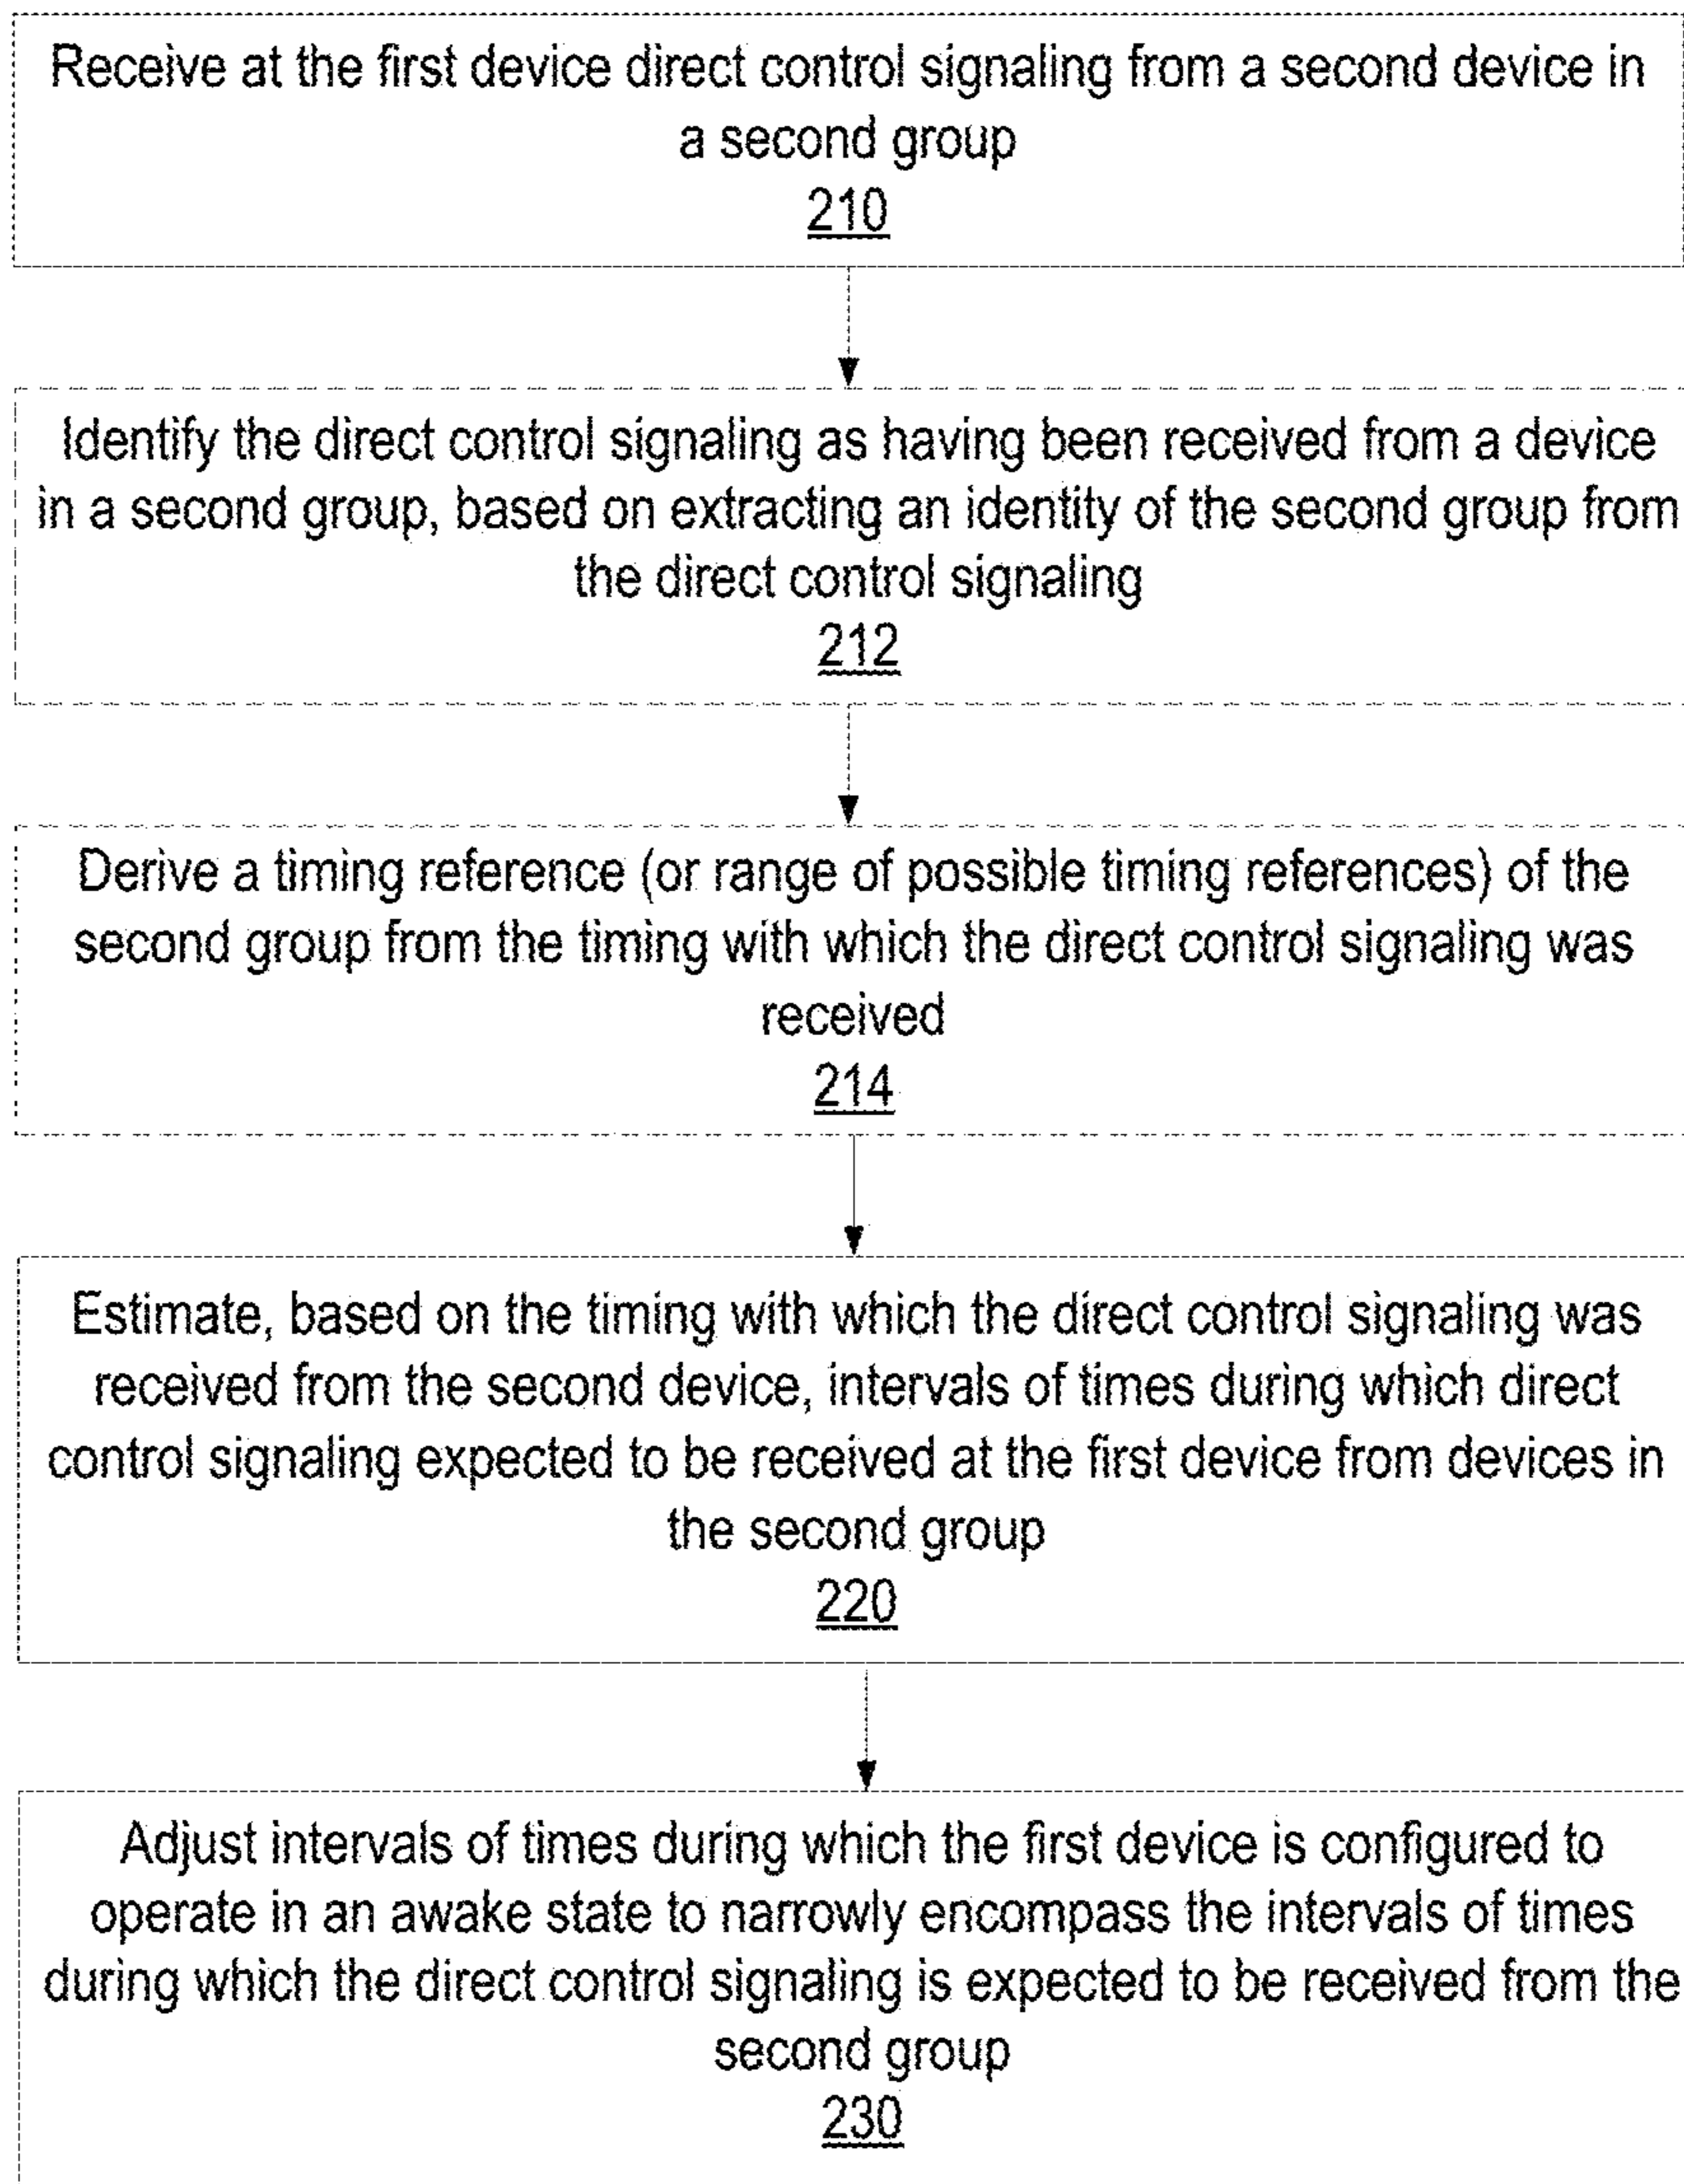 Receive at the first device direct control signaling from a second device in
a second group
210
Identify the direct control signaling as having been received from a device
in a second group, based on extracting an identity of the second group from
the direct control signaling
212
Derive a timing reference (or range of possible timing references) of the
second group from the timing with which the direct control signaling was
received
214
Estimate, based on the timing with which the direct control signaling was
received from the second device, intervals of times during which direct
control signaling expected to be received at the first device from devices in
the second group
220
Adjust intervals of times during which the first device is configured to
operate in an awake state to narrowly encompass the intervals of times
during which the direct control signaling is expected to be received from the
second group
230